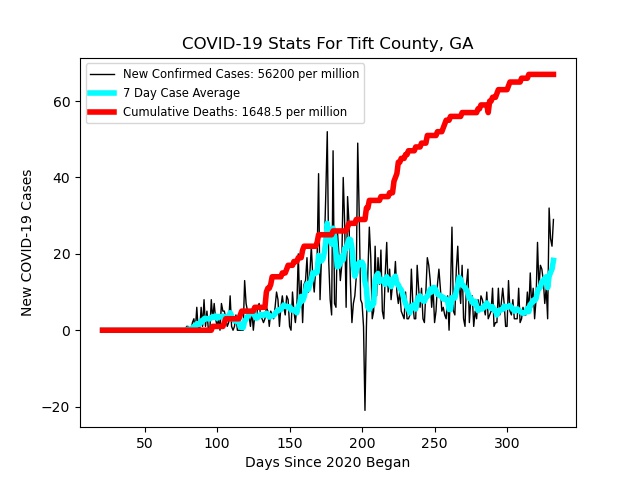 COVID-19 Stats For Tift County, GA
New Confirmed Cases: 56200 per million
7 Day Case Average
Cumulative Deaths: 1648.5 per million
New COVID-19 Cases
60
40
20
0
−20
50 100 150 200 250 300
Days Since 2020 Began